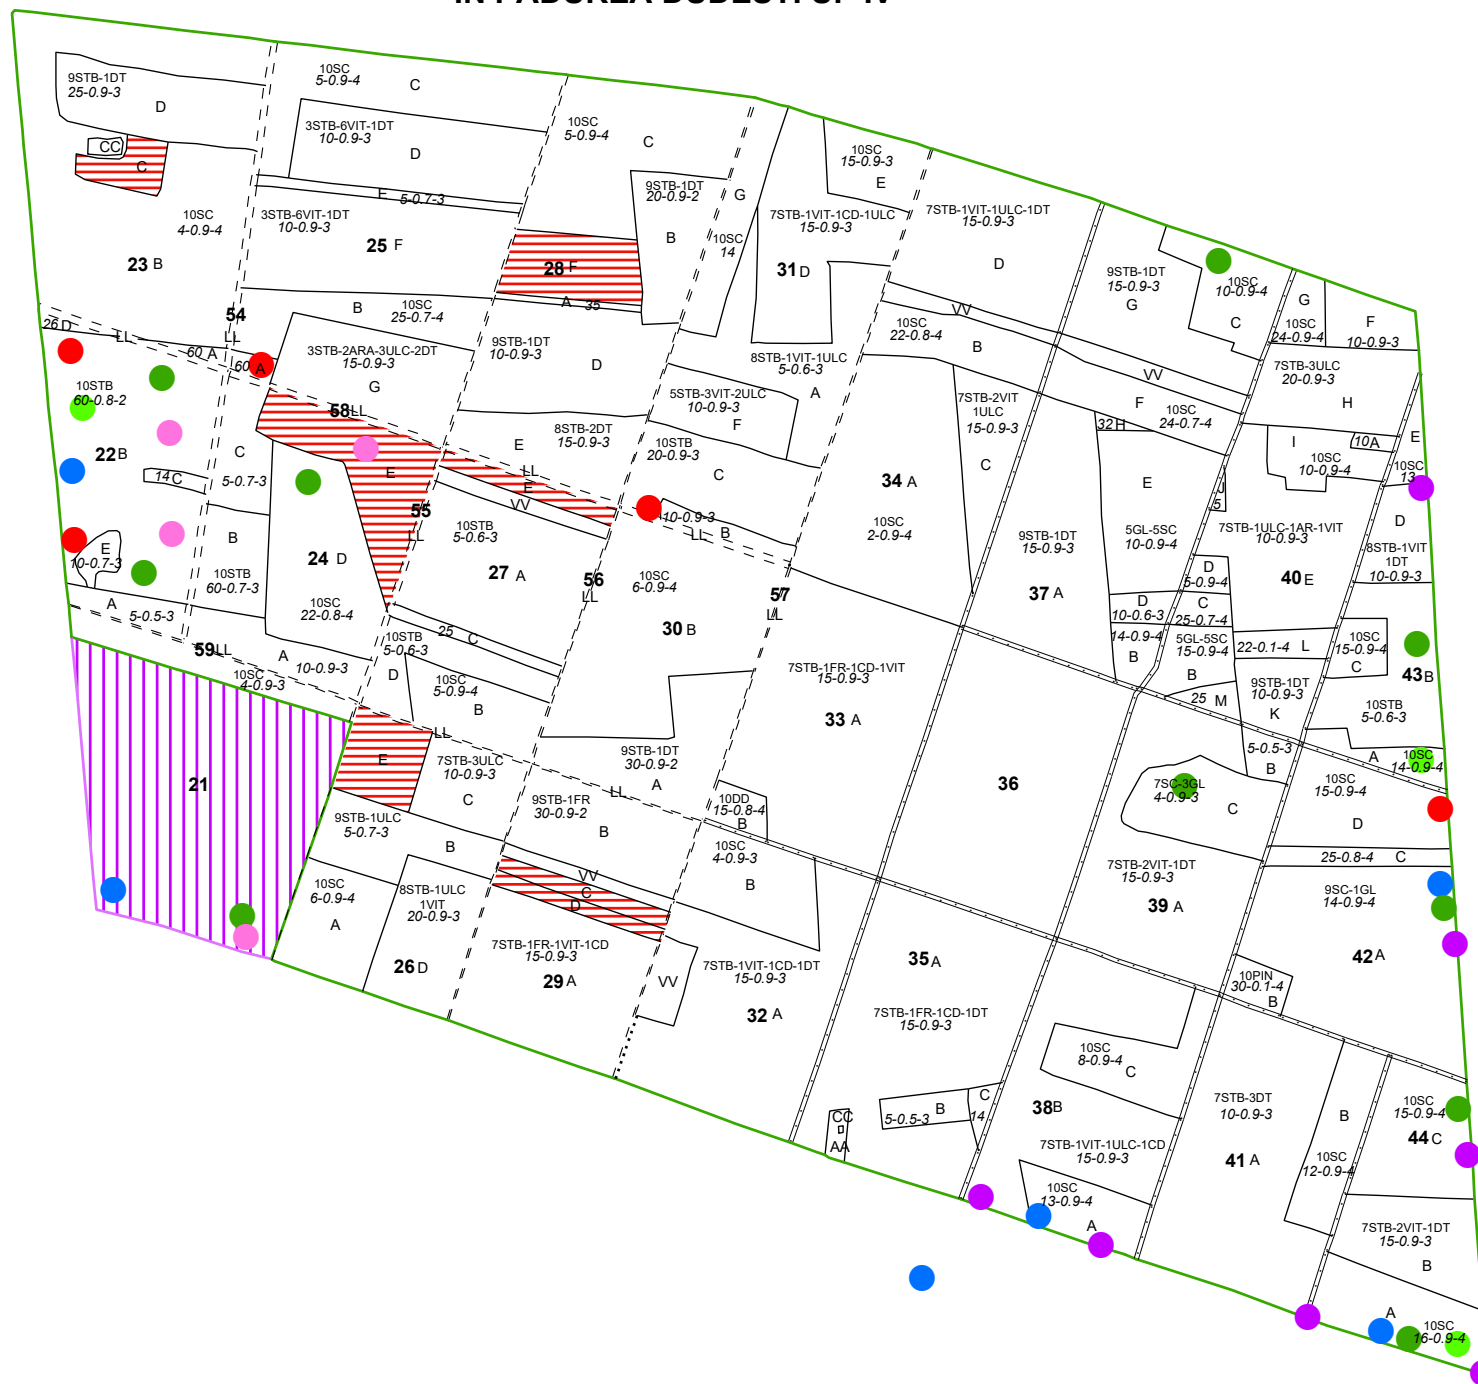 9STB-1DT
25-0.9-3
D
CC
C
10SC
4-0.9-4
23 B
10SC
5-0.9-4
C
3STB-6VIT-1DT
10-0.9-3
D
E 5-0.7-3
3STB-6VIT-1DT
10-0.9-3
25 F
10SC
5-0.9-4
C
28 F
A 35
9STB-1DT
20-0.9-2
B
G
10SC
14
7STB-1VIT-1CD-1ULC
15-0.9-3
31 D
10SC
15-0.9-3
E
7STB-1VIT-1ULC-1DT
15-0.9-3
D
9STB-1DT
15-0.9-3
G
10SC
10-0.9-4
C
G
10SC
24-0.9-4
F
10-0.9-3
7STB-3ULC
20-0.9-3
H
54
LL
26 D
LL
60 A
60 A
B
10SC
25-0.7-4
3STB-2ARA-3ULC-2DT
15-0.9-3
G
58 LL
9STB-1DT
10-0.9-3
D
8STB-1VIT-1ULC
5-0.6-3
A
5STB-3VIT-2ULC
10-0.9-3
F
10SC
22-0.8-4
B
VV
VV
F
10SC
24-0.7-4
32 H
I
10A
10SC
10-0.9-4
E
10SC
13
10STB
60-0.8-2
22 B
14 C
C
5-0.7-3
B
10STB
60-0.7-3
E
10-0.7-3
A
5-0.5-3
59 LL
24 D
10SC
22-0.8-4
E
55
LL
8STB-2DT
15-0.9-3
E
LL
E
VV
10STB
5-0.6-3
27 A
10STB
20-0.9-3
C
10-0.9-3
LL
B
56
LL
10SC
6-0.9-4
30 B
57
LL
34 A
10SC
2-0.9-4
7STB-2VIT
1ULC
15-0.9-3
C
9STB-1DT
15-0.9-3
37 A
E
5GL-5SC
10-0.9-4
J
5
7STB-1ULC-1AR-1VIT
10-0.9-3
40 E
D
8STB-1VIT
1DT
10-0.9-3
D
5-0.9-4
D
10-0.6-3
C
25-0.7-4
14-0.9-4
B
5GL-5SC
15-0.9-4
B
22-0.1-4 L
25 M
9STB-1DT
10-0.9-3
K
10SC
15-0.9-4
C
43 B
10STB
5-0.6-3
A
10SC
14-0.9-4
5-0.5-3
B
A
10-0.9-3
10SC
4-0.9-3
21
10STB
5-0.6-3
D
25 C
10SC
5-0.9-4
B
LL
E
7STB-3ULC
10-0.9-3
C
9STB-1ULC
5-0.7-3
B
10SC
6-0.9-4
A
8STB-1ULC
1VIT
20-0.9-3
26 D
9STB-1DT
30-0.9-2
A
LL
9STB-1FR
30-0.9-2
B
VV
C
D
7STB-1FR-1VIT-1CD
15-0.9-3
29 A
VV
7STB-1FR-1CD-1VIT
15-0.9-3
33 A
10DD
15-0.8-4
B
10SC
4-0.9-3
B
7STB-1VIT-1CD-1DT
15-0.9-3
32 A
36
35 A
7STB-1FR-1CD-1DT
15-0.9-3
CC
AA
5-0.5-3 B
C
14
7SC-3GL
4-0.9-3
C
7STB-2VIT-1DT
15-0.9-3
39 A
10SC
15-0.9-4
D
25-0.8-4 C
9SC-1GL
14-0.9-4
42 A
10PIN
30-0.1-4
B
10SC
8-0.9-4
C
38 B
7STB-1VIT-1ULC-1CD
15-0.9-3
10SC
13-0.9-4
A
7STB-3DT
10-0.9-3
41 A
B
10SC
12-0.9-4
10SC
15-0.9-4
44 C
7STB-2VIT-1DT
15-0.9-3
B
A
10SC
16-0.9-4